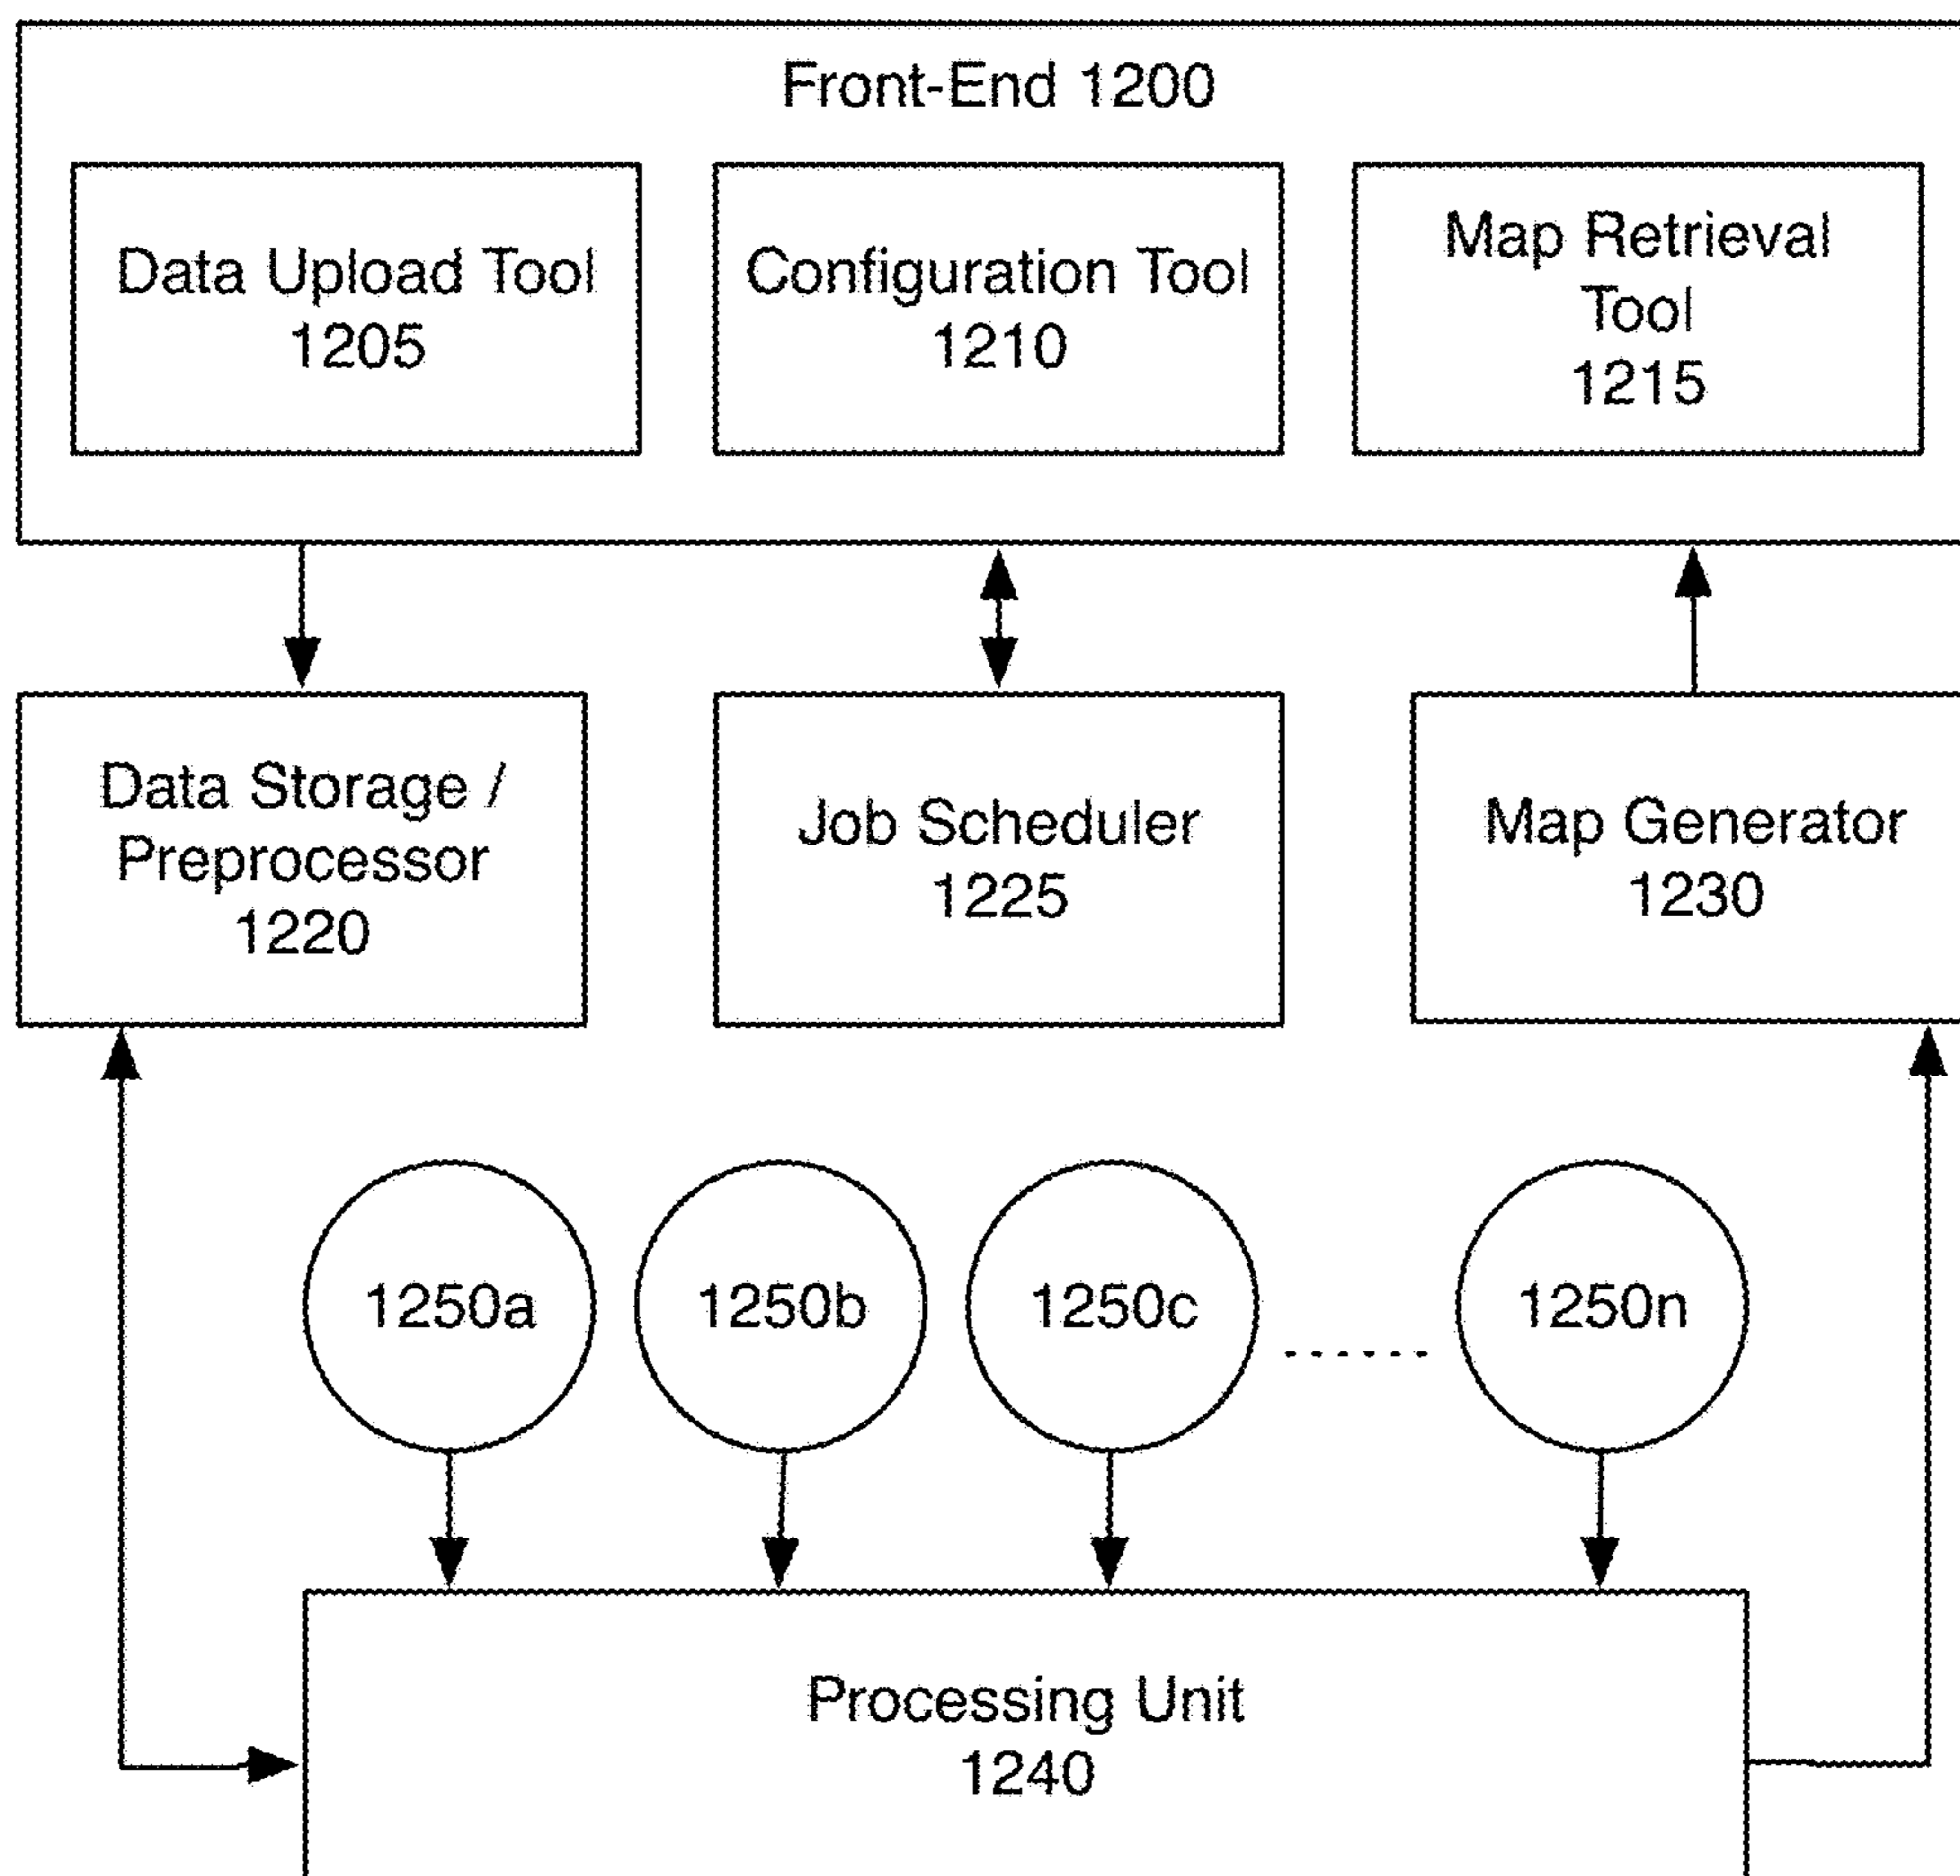 Front-End 1200
Data Upload Tool
1205
Configuration Tool
1210
Map Retrieval
Tool
1215
Data Storage /
Preprocessor
1220
Job Scheduler
1225
Map Generator
1230
1250a
1250b
1250c
......
1250n
Processing Unit
1240